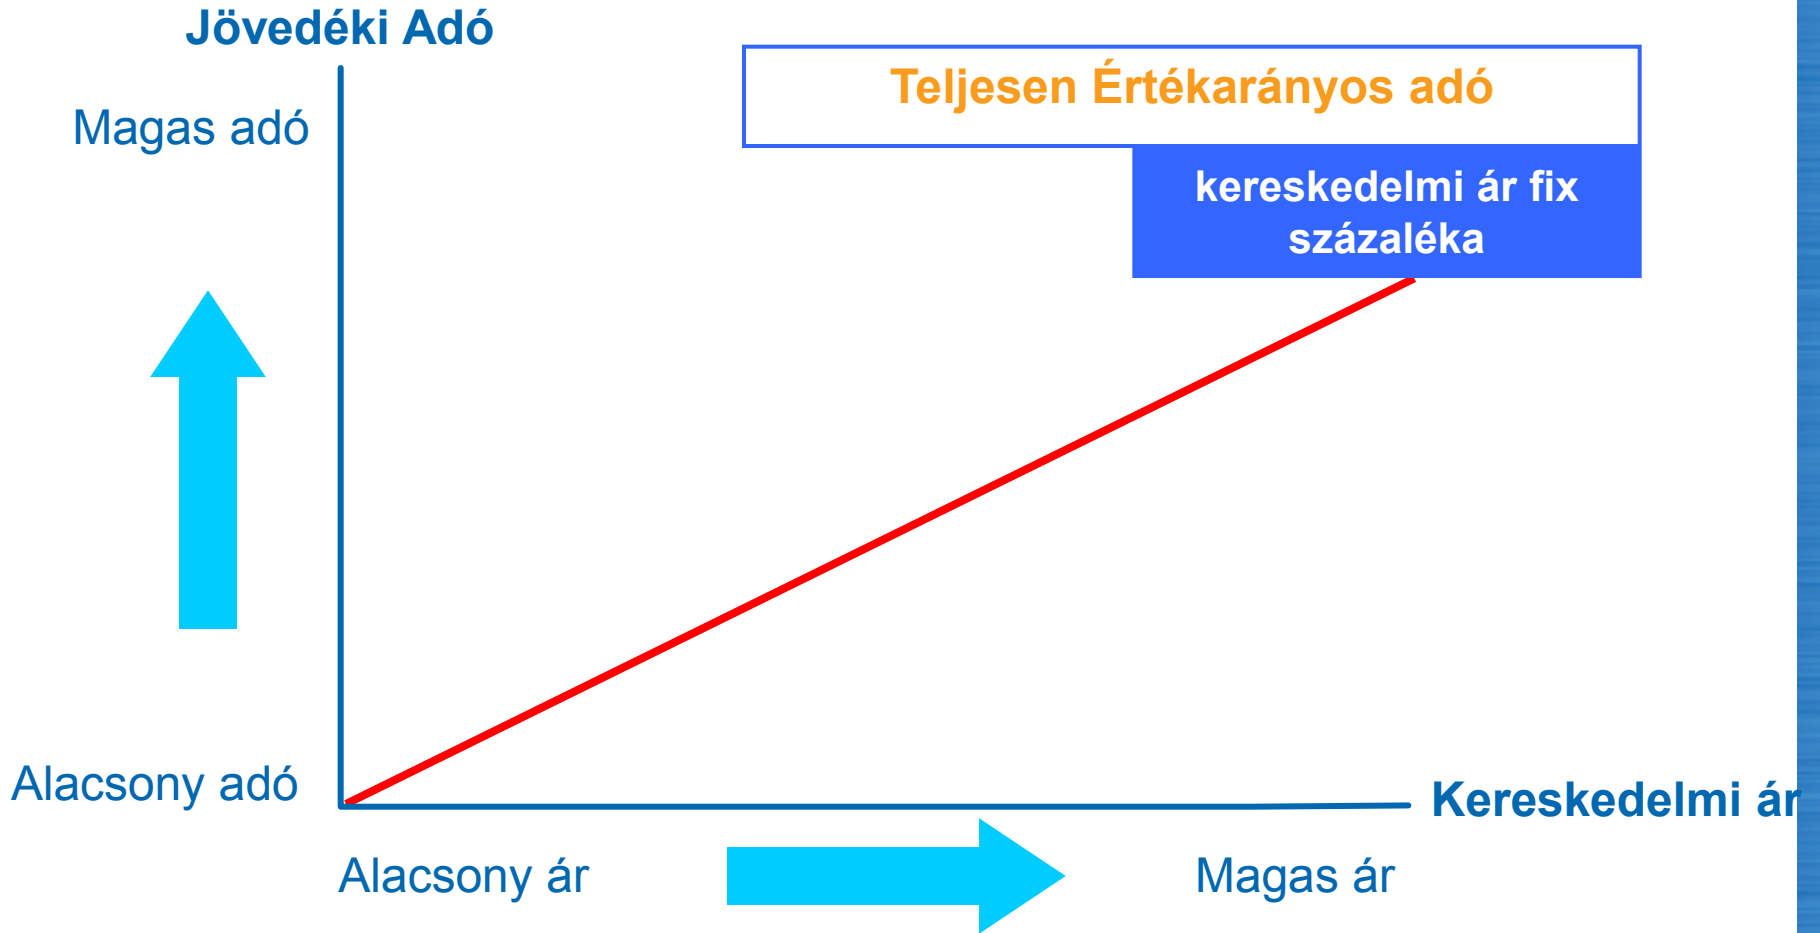 Jövedéki Adó
Teljesen Értékarányos adó
Magas adó
kereskedelmi ár fix
százaléka
Alacsony adó
Kereskedelmi ár
Alacsony ár
Magas ár